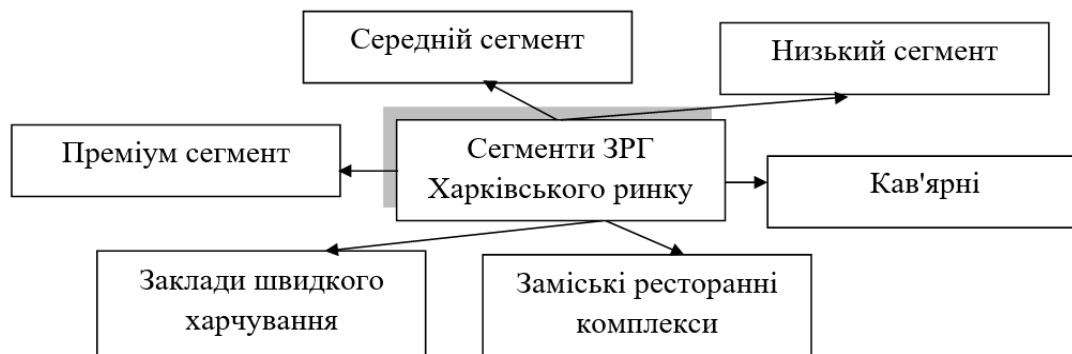 Середній сегмент
Низький сегмент
Преміум сегмент
Сегменти ЗРГ
Харківського ринку
Кав'ярні
Заклади швидкого
харчування
Заміські ресторанні
комплекси